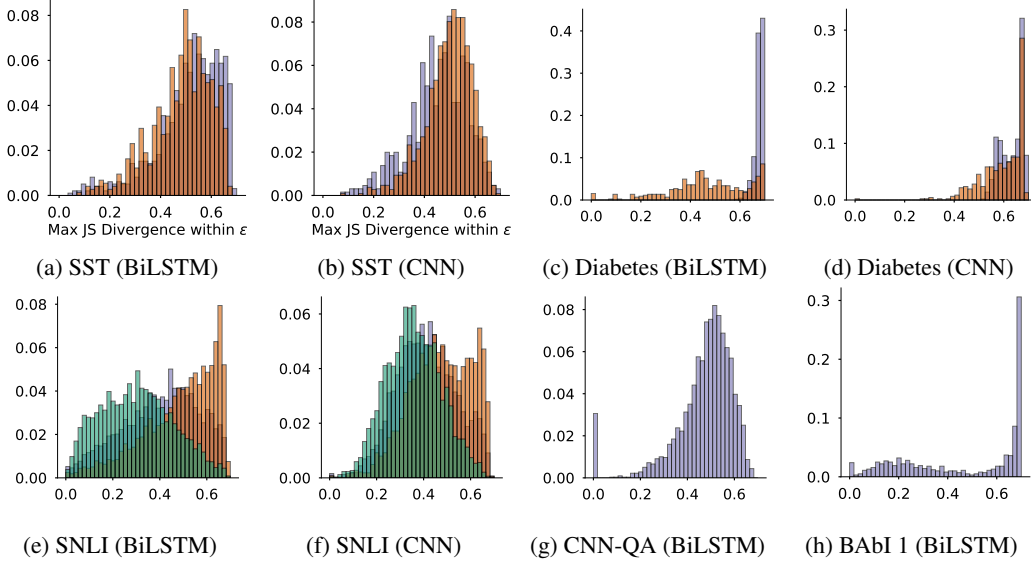 0.08
0.06
0.04
0.02
0.00
0.0 0.2 0.4 0.6
Max JS Divergence within ε
(a) SST (BiLSTM)
0.08
0.06
0.04
0.02
0.00
0.0 0.2 0.4 0.6
Max JS Divergence within ε
(b) SST (CNN)
0.4
0.3
0.2
0.1
0.0
0.0 0.2 0.4 0.6
(c) Diabetes (BiLSTM)
0.3
0.2
0.1
0.0
0.0 0.2 0.4 0.6
(d) Diabetes (CNN)
0.08
0.06
0.04
0.02
0.00
0.0 0.2 0.4 0.6
(e) SNLI (BiLSTM)
0.06
0.04
0.02
0.00
0.0 0.2 0.4 0.6
(f) SNLI (CNN)
0.08
0.06
0.04
0.02
0.00
0.0 0.2 0.4 0.6
(g) CNN-QA (BiLSTM)
0.3
0.2
0.1
0.0
0.0 0.2 0.4 0.6
(h) BAbI 1 (BiLSTM)